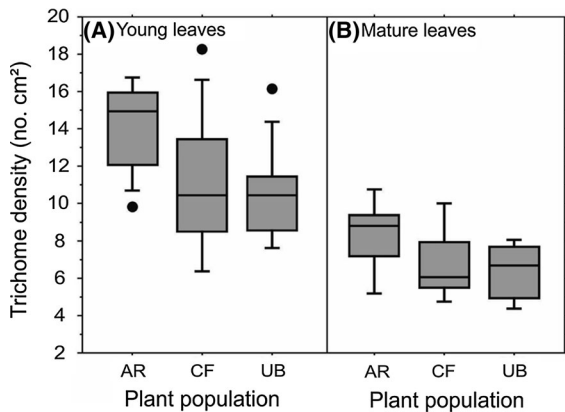 (A) Young leaves
(B) Mature leaves
Trichome density (no. cm²)
20
18
16
14
12
10
8
6
4
2
AR CF UB
AR CF UB
Plant population
Plant population